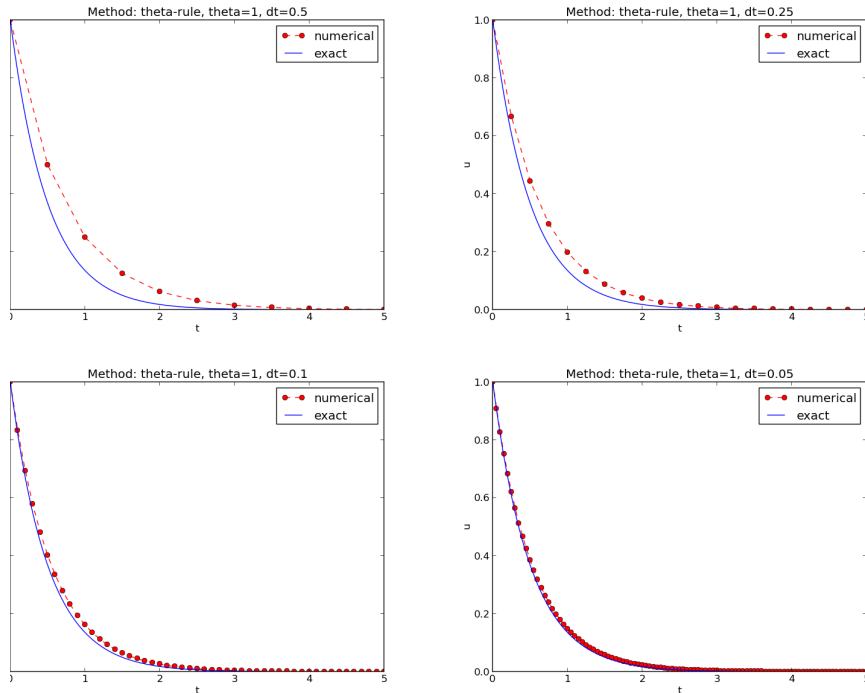 Method: theta-rule, theta=1, dt=0.5
numerical
exact
0 1 2 3 4 5
t
Method: theta-rule, theta=1, dt=0.25
numerical
exact
1.0
0.8
0.6
0.4
0.2
0.0
u
0 1 2 3 4 5
t
Method: theta-rule, theta=1, dt=0.1
numerical
exact
0 1 2 3 4 5
t
Method: theta-rule, theta=1, dt=0.05
numerical
exact
1.0
0.8
0.6
0.4
0.2
0.0
u
0 1 2 3 4 5
t